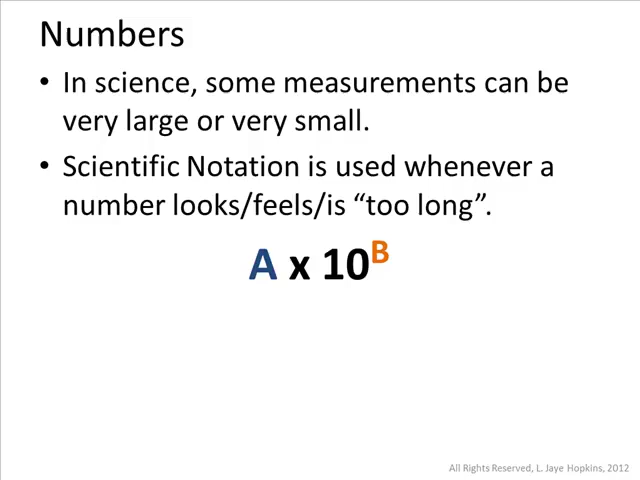 Numbers
• In science, some measurements can be
very large or very small.
• Scientific Notation is used whenever a
number looks/feels/is “too long”.
A x 10^B
All Rights Reserved, L. Jaye Hopkins, 2012